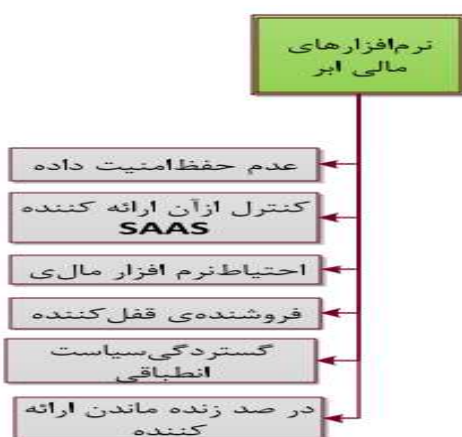 نرم‌افزارهای
مالی ابر
عدم حفظ‌امنیت داده
کنترل ازآن ارائه کننده
SAAS
احتیاط‌نرم افزار مال‌ی
فروشنده‌ی قفل‌کننده
گستردگی‌سیاست
انطباقی
در صد زنده ماندن ارائه
کننده